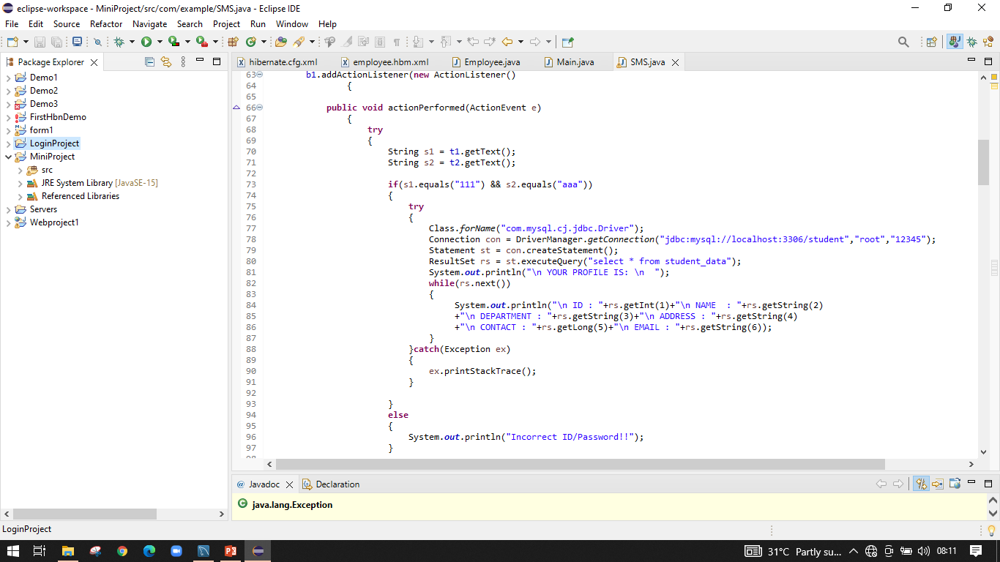 eclipse-workspace - MiniProject/src/com/example/SMS.java - Eclipse IDE
File Edit Source Refactor Navigate Search Project Run Window Help
Package Explorer
hibernate.cfg.xml employee.hbm.xml Employee.java Main.java SMS.java
Demo1
Demo2
Demo3
FirstHbnDemo
form1
LoginProject
MiniProject
src
JRE System Library [JavaSE-15]
Referenced Libraries
Servers
Webproject1
63 b1.addActionListener(new ActionListener()
64 {
65
66 public void actionPerformed(ActionEvent e)
67 {
68 try
69 {
70 String s1 = t1.getText();
71 String s2 = t2.getText();
72
73 if(s1.equals("111") && s2.equals("aaa"))
74 {
75 try
76 {
77 Class.forName("com.mysql.cj.jdbc.Driver");
78 Connection con = DriverManager.getConnection("jdbc:mysql://localhost:3306/student","root","12345");
79 Statement st = con.createStatement();
80 ResultSet rs = st.executeQuery("select * from student_data");
81 System.out.println("\n YOUR PROFILE IS: \n  ");
82 while(rs.next())
83 {
84 System.out.println("\n ID : "+rs.getInt(1)+"\n NAME  : "+rs.getString(2)
85 +"\n DEPARTMENT : "+rs.getString(3)+"\n ADDRESS : "+rs.getString(4)
86 +"\n CONTACT : "+rs.getLong(5)+"\n EMAIL : "+rs.getString(6));
87 }
88 }catch(Exception ex)
89 {
90 ex.printStackTrace();
91 }
92
93 }
94 else
95 {
96 System.out.println("Incorrect ID/Password!!");
97 }
98
@ Javadoc Declaration
java.lang.Exception
LoginProject
31°C Partly su... 08:11